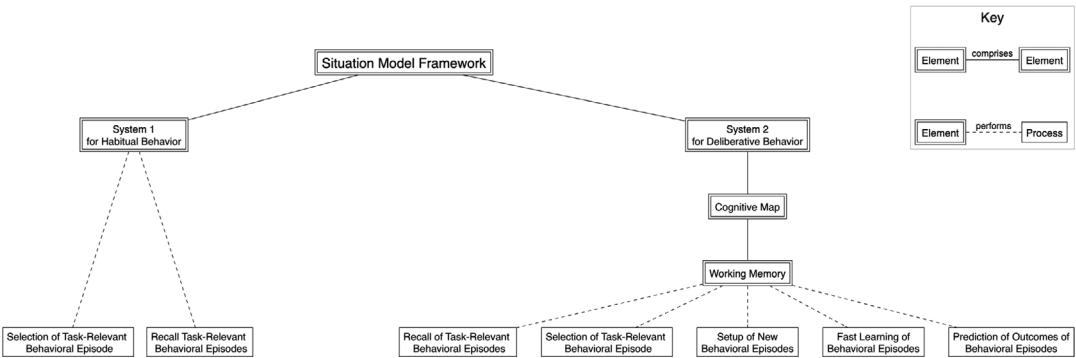 Key
Element
comprises
Element
Element
performs
Process
Situation Model Framework
System 1
for Habitual Behavior
System 2
for Deliberative Behavior
Cognitive Map
Working Memory
Selection of Task-Relevant
Behavioral Episode
Recall Task-Relevant
Behavioral Episodes
Recall of Task-Relevant
Behavioral Episodes
Selection of Task-Relevant
Behavioral Episode
Setup of New
Behavioral Episodes
Fast Learning of
Behavioral Episodes
Prediction of Outcomes of
Behavioral Episodes